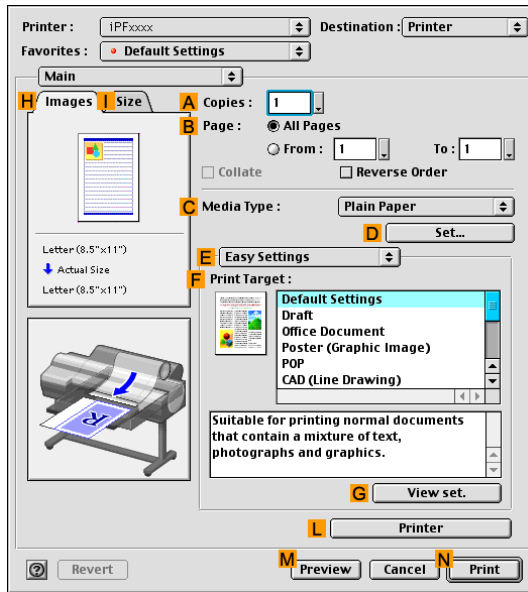 Printer : iPFxxxx Destination : Printer
Favorites : Default Settings
Main
H Images I Size
A Copies : 1
B Page : All Pages
From : 1 To : 1
Collate Reverse Order
C Media Type : Plain Paper
D Set...
Letter (8.5"x11")
Actual Size
Letter (8.5"x11")
E Easy Settings
F Print Target :
Default Settings
Draft
Office Document
Poster (Graphic Image)
POP
CAD (Line Drawing)
R
Suitable for printing normal documents
that contain a mixture of text,
photographs and graphics.
G View set.
L Printer
? Revert M Preview Cancel N Print